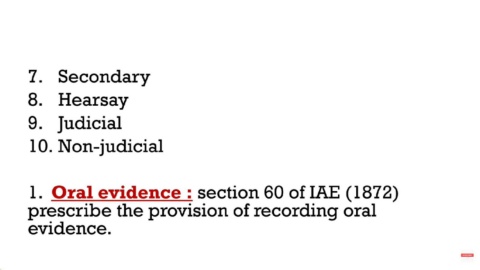 7. Secondary
8. Hearsay
9. Judicial
10. Non-judicial
1. Oral evidence : section 60 of IAE (1872)
prescribe the provision of recording oral
evidence.